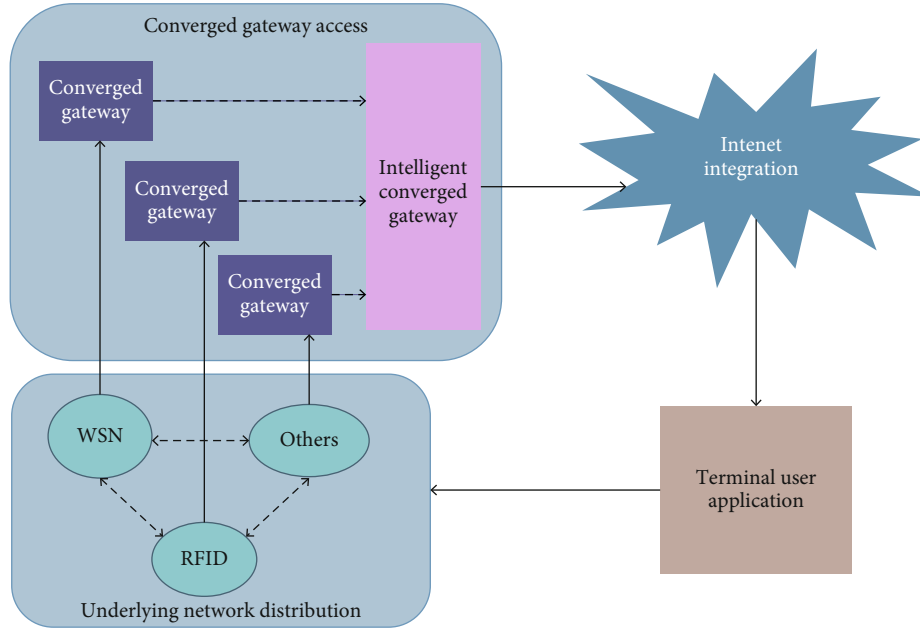 Converged gateway access
Converged
gateway
Converged
gateway
Converged
gateway
Intelligent
converged
gateway
Intenet
integration
WSN
Others
RFID
Underlying network distribution
Terminal user
application